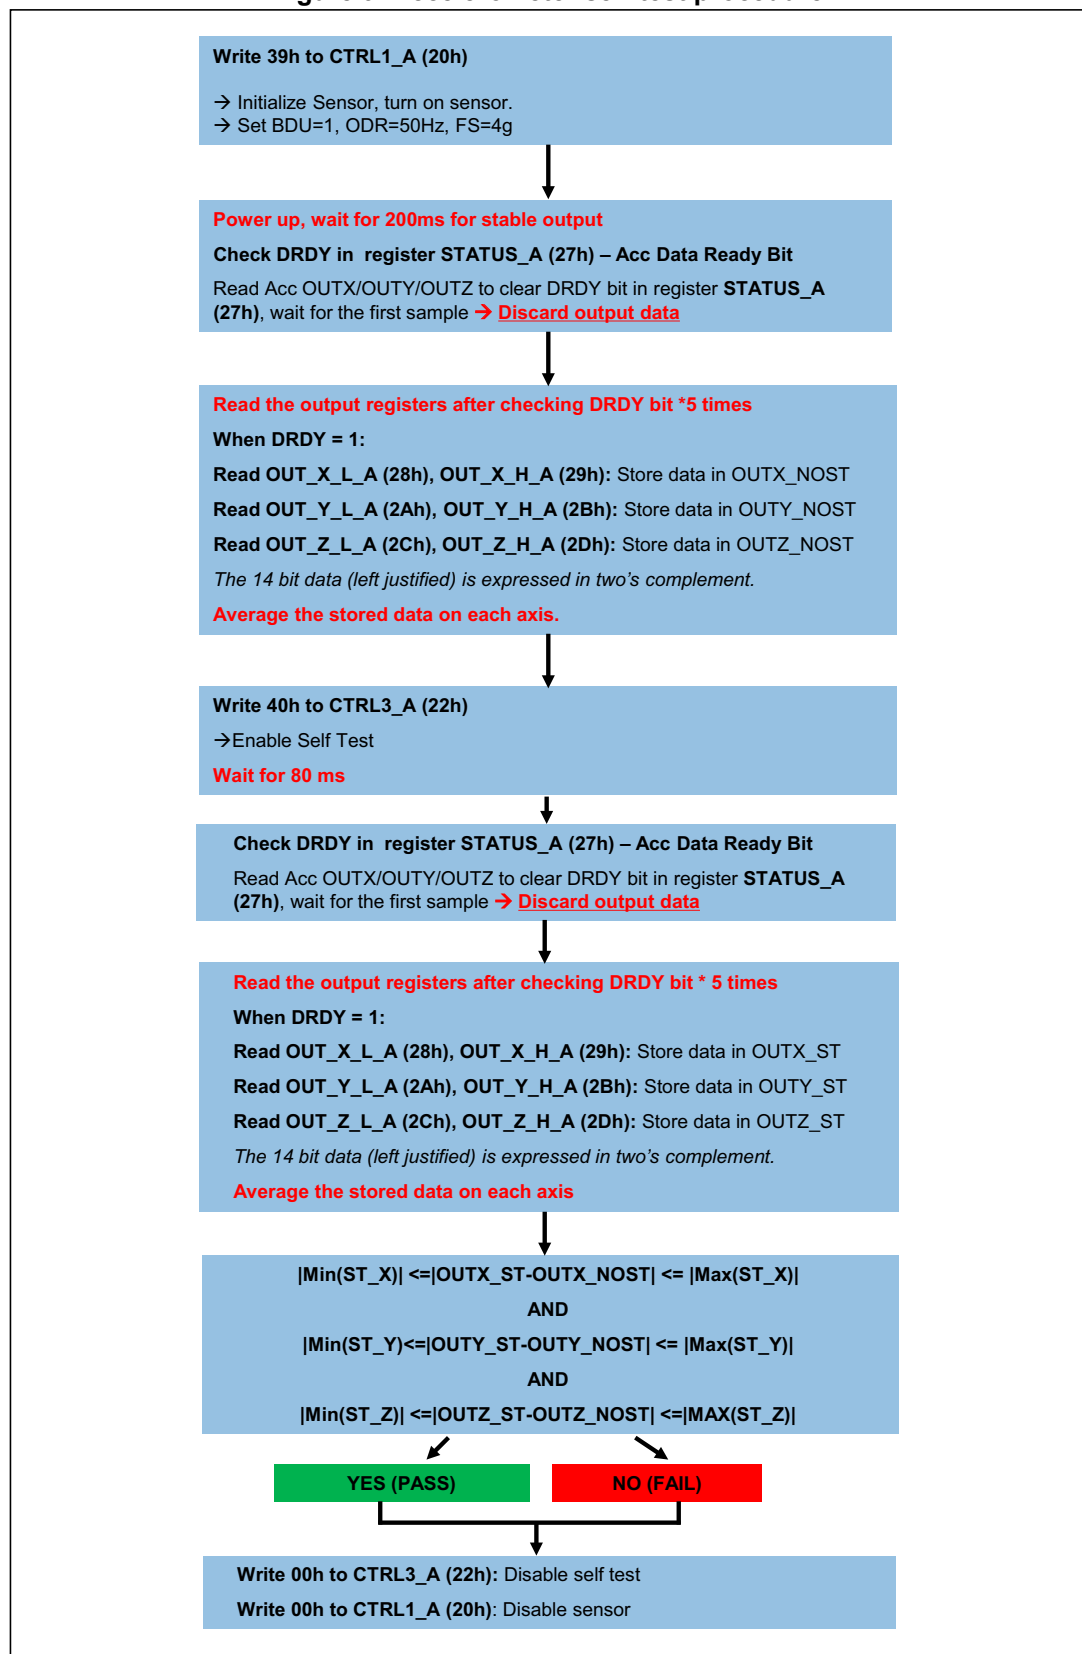 Write 39h to CTRL1_A (20h)
→ Initialize Sensor, turn on sensor.
→ Set BDU=1, ODR=50Hz, FS=4g
Power up, wait for 200ms for stable output
Check DRDY in register STATUS_A (27h) – Acc Data Ready Bit
Read Acc OUTX/OUTY/OUTZ to clear DRDY bit in register STATUS_A
(27h), wait for the first sample → Discard output data
Read the output registers after checking DRDY bit *5 times
When DRDY = 1:
Read OUT_X_L_A (28h), OUT_X_H_A (29h): Store data in OUTX_NOST
Read OUT_Y_L_A (2Ah), OUT_Y_H_A (2Bh): Store data in OUTY_NOST
Read OUT_Z_L_A (2Ch), OUT_Z_H_A (2Dh): Store data in OUTZ_NOST
The 14 bit data (left justified) is expressed in two's complement.
Average the stored data on each axis.
Write 40h to CTRL3_A (22h)
→Enable Self Test
Wait for 80 ms
Check DRDY in register STATUS_A (27h) – Acc Data Ready Bit
Read Acc OUTX/OUTY/OUTZ to clear DRDY bit in register STATUS_A
(27h), wait for the first sample → Discard output data
Read the output registers after checking DRDY bit * 5 times
When DRDY = 1:
Read OUT_X_L_A (28h), OUT_X_H_A (29h): Store data in OUTX_ST
Read OUT_Y_L_A (2Ah), OUT_Y_H_A (2Bh): Store data in OUTY_ST
Read OUT_Z_L_A (2Ch), OUT_Z_H_A (2Dh): Store data in OUTZ_ST
The 14 bit data (left justified) is expressed in two's complement.
Average the stored data on each axis
|Min(ST_X)| <=|OUTX_ST-OUTX_NOST| <= |Max(ST_X)|
AND
|Min(ST_Y)<=|OUTY_ST-OUTY_NOST| <= |Max(ST_Y)|
AND
|Min(ST_Z)| <=|OUTZ_ST-OUTZ_NOST| <=|MAX(ST_Z)|
YES (PASS)
NO (FAIL)
Write 00h to CTRL3_A (22h): Disable self test
Write 00h to CTRL1_A (20h): Disable sensor